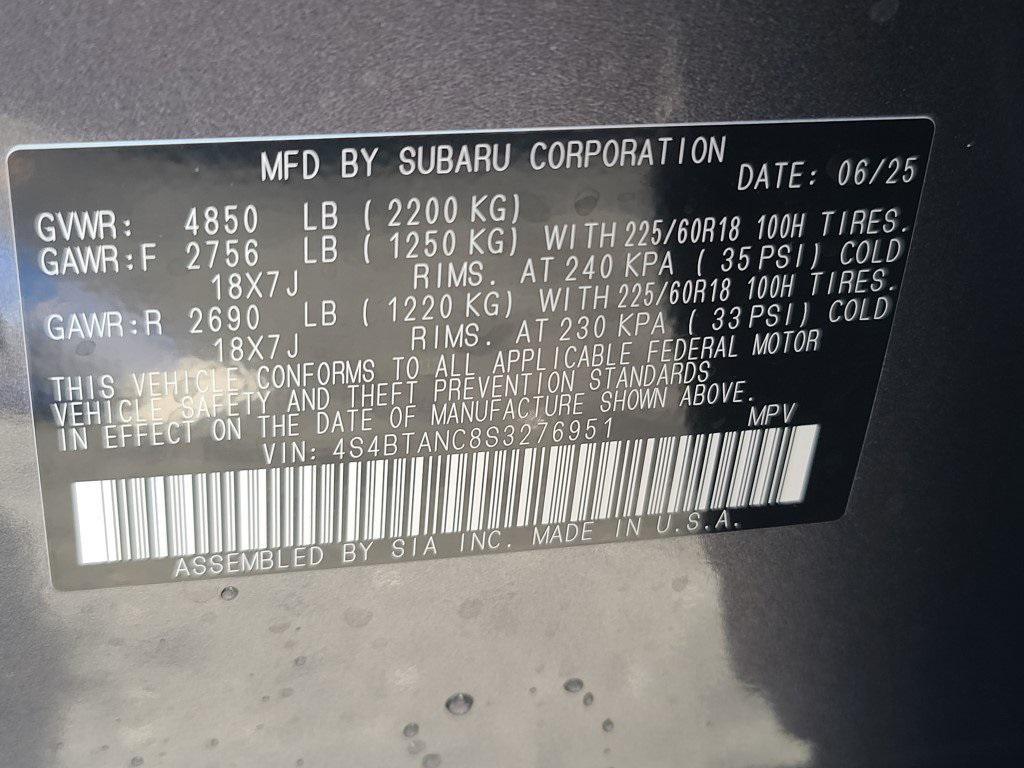 MFD BY SUBARU CORPORATION DATE: 06/25
GVWR: 4850 LB ( 2200 KG)
GAWR:F 2756 LB ( 1250 KG) WITH 225/60R18 100H TIRES.
18X7J RIMS. AT 240 KPA ( 35 PSI) COLD
GAWR:R 2690 LB ( 1220 KG) WITH 225/60R18 100H TIRES.
18X7J RIMS. AT 230 KPA ( 33 PSI) COLD
THIS VEHICLE CONFORMS TO ALL APPLICABLE FEDERAL MOTOR
VEHICLE SAFETY AND THEFT PREVENTION STANDARDS
IN EFFECT ON THE DATE OF MANUFACTURE SHOWN ABOVE.
VIN: 4S4BTANC8S3276951 MPV
ASSEMBLED BY SIA INC. MADE IN U.S.A.